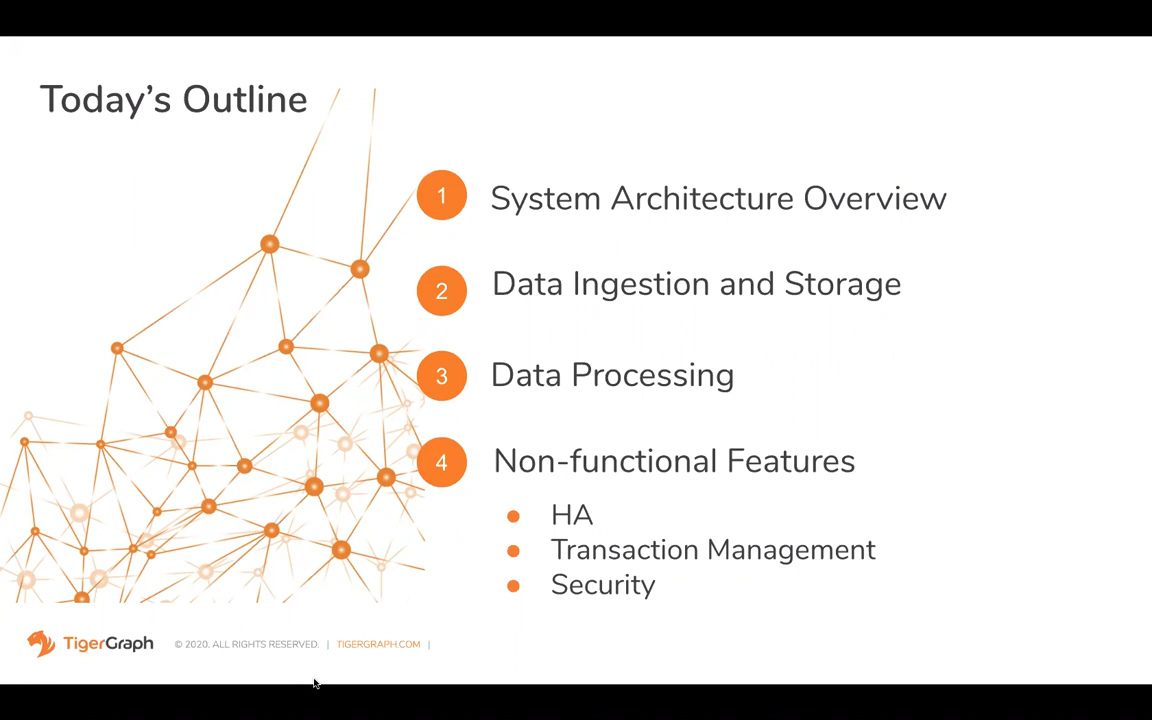 Today’s Outline
1 System Architecture Overview
2 Data Ingestion and Storage
3 Data Processing
4 Non-functional Features
● HA
● Transaction Management
● Security
TigerGraph © 2020. ALL RIGHTS RESERVED. | TIGERGRAPH.COM |